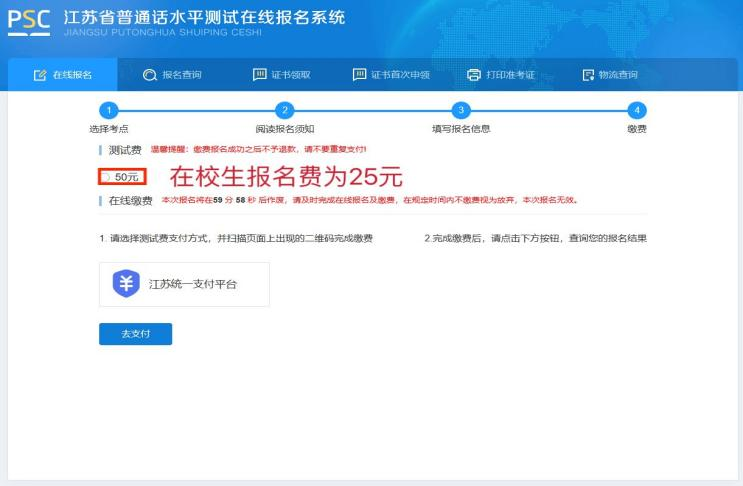 PSC 江苏省普通话水平测试在线报名系统
JIANGSU PUTONGHUA SHUIPING CESHI
在线报名 报名查询 证书领取 证书首次申领 打印准考证 物流查询
1 2 3 4
选择考点 阅读报名须知 填写报名信息 缴费
测试费 温馨提醒：缴费报名成功之后不予退款，请不要重复支付!
50元 在校生报名费为25元
在线缴费 本次报名将在59 分 58 秒 后作废，请及时完成在线报名及缴费，在规定时间内不缴费视为放弃，本次报名无效。
1. 请选择测试费支付方式，并扫描页面上出现的二维码完成缴费 2.完成缴费后，请点击下方按钮，查询您的报名结果
江苏统一支付平台
去支付